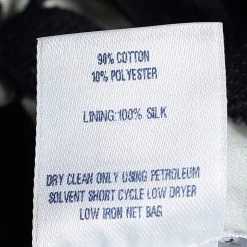 90% COTTON
10% POLYESTER
LINING: 100% SILK
DRY CLEAN ONLY USING PETROLEUM
SOLVENT SHORT CYCLE LOW DRYER
LOW IRON NET BAG